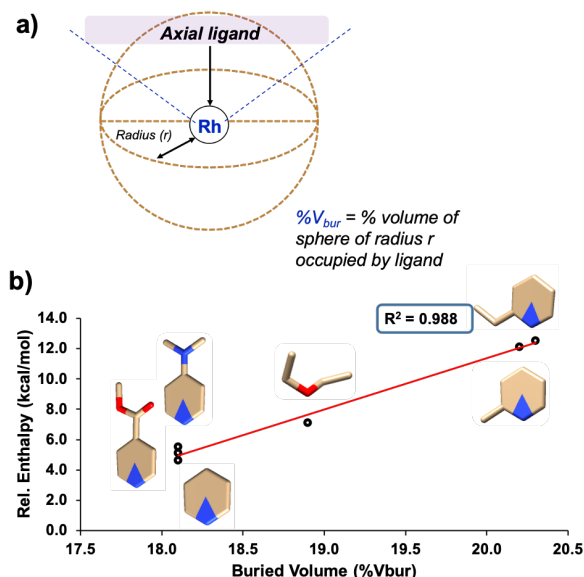 a)
Axial ligand
Rh
Radius (r)
%Vbur = % volume of
sphere of radius r
occupied by ligand
b)
Rel. Enthalpy (kcal/mol)
14.0
12.0
10.0
8.0
6.0
4.0
2.0
0.0
R² = 0.988
17.5 18.0 18.5 19.0 19.5 20.0 20.5
Buried Volume (%Vbur)